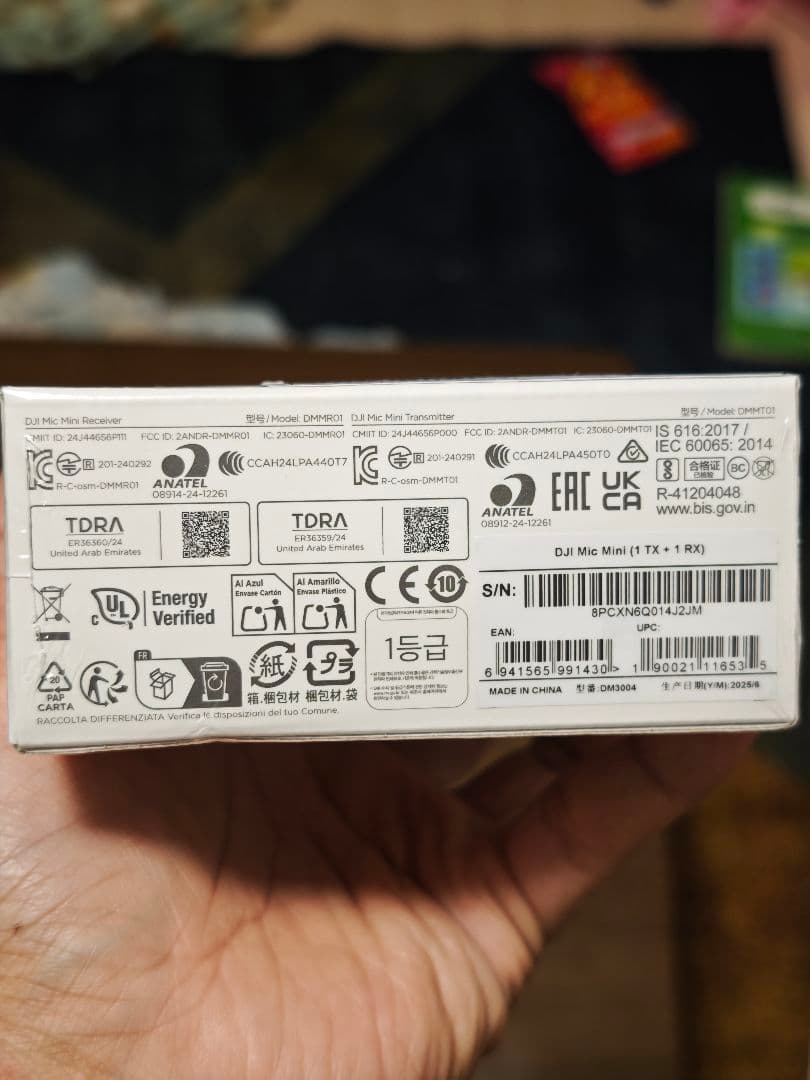 DJI Mic Mini Receiver
型号/Model: DMMR01
CMIIT ID: 24J44656P111 FCC ID: 2ANDR-DMMR01 IC: 23060-DMMR01
R 201-240292
R-C-osm-DMMR01
ANATEL
08914-24-12261
CCAH24LPA440T7
DJI Mic Mini Transmitter
型号/Model: DMMT01
CMIIT ID: 24J44656P000 FCC ID: 2ANDR-DMMT01 IC: 23060-DMMT01
R 201-240291
R-C-osm-DMMT01
CCAH24LPA450T0
ANATEL
08912-24-12261
EAC
UK
CA
IS 616:2017 /
IEC 60065: 2014
合格证
已检验
BC
R-41204048
www.bis.gov.in
TDRA
ER36360/24
United Arab Emirates
TDRA
ER36359/24
United Arab Emirates
c UL Energy
Verified
Al Azul
Envase Cartón
Al Amarillo
Envase Plástico
CE
10
1등급
20
PAP
CARTA
FR
紙
箱.梱包材
プラ
梱包材.袋
RACCOLTA DIFFERENZIATA Verifica le disposizioni del tuo Comune.
DJI Mic Mini (1 TX + 1 RX)
S/N:
8PCXN6Q014J2JM
EAN:
UPC:
6 941565 991430 >
1 90021 11653 5
MADE IN CHINA 型号:DM3004 生产日期(Y/M): 2025/6